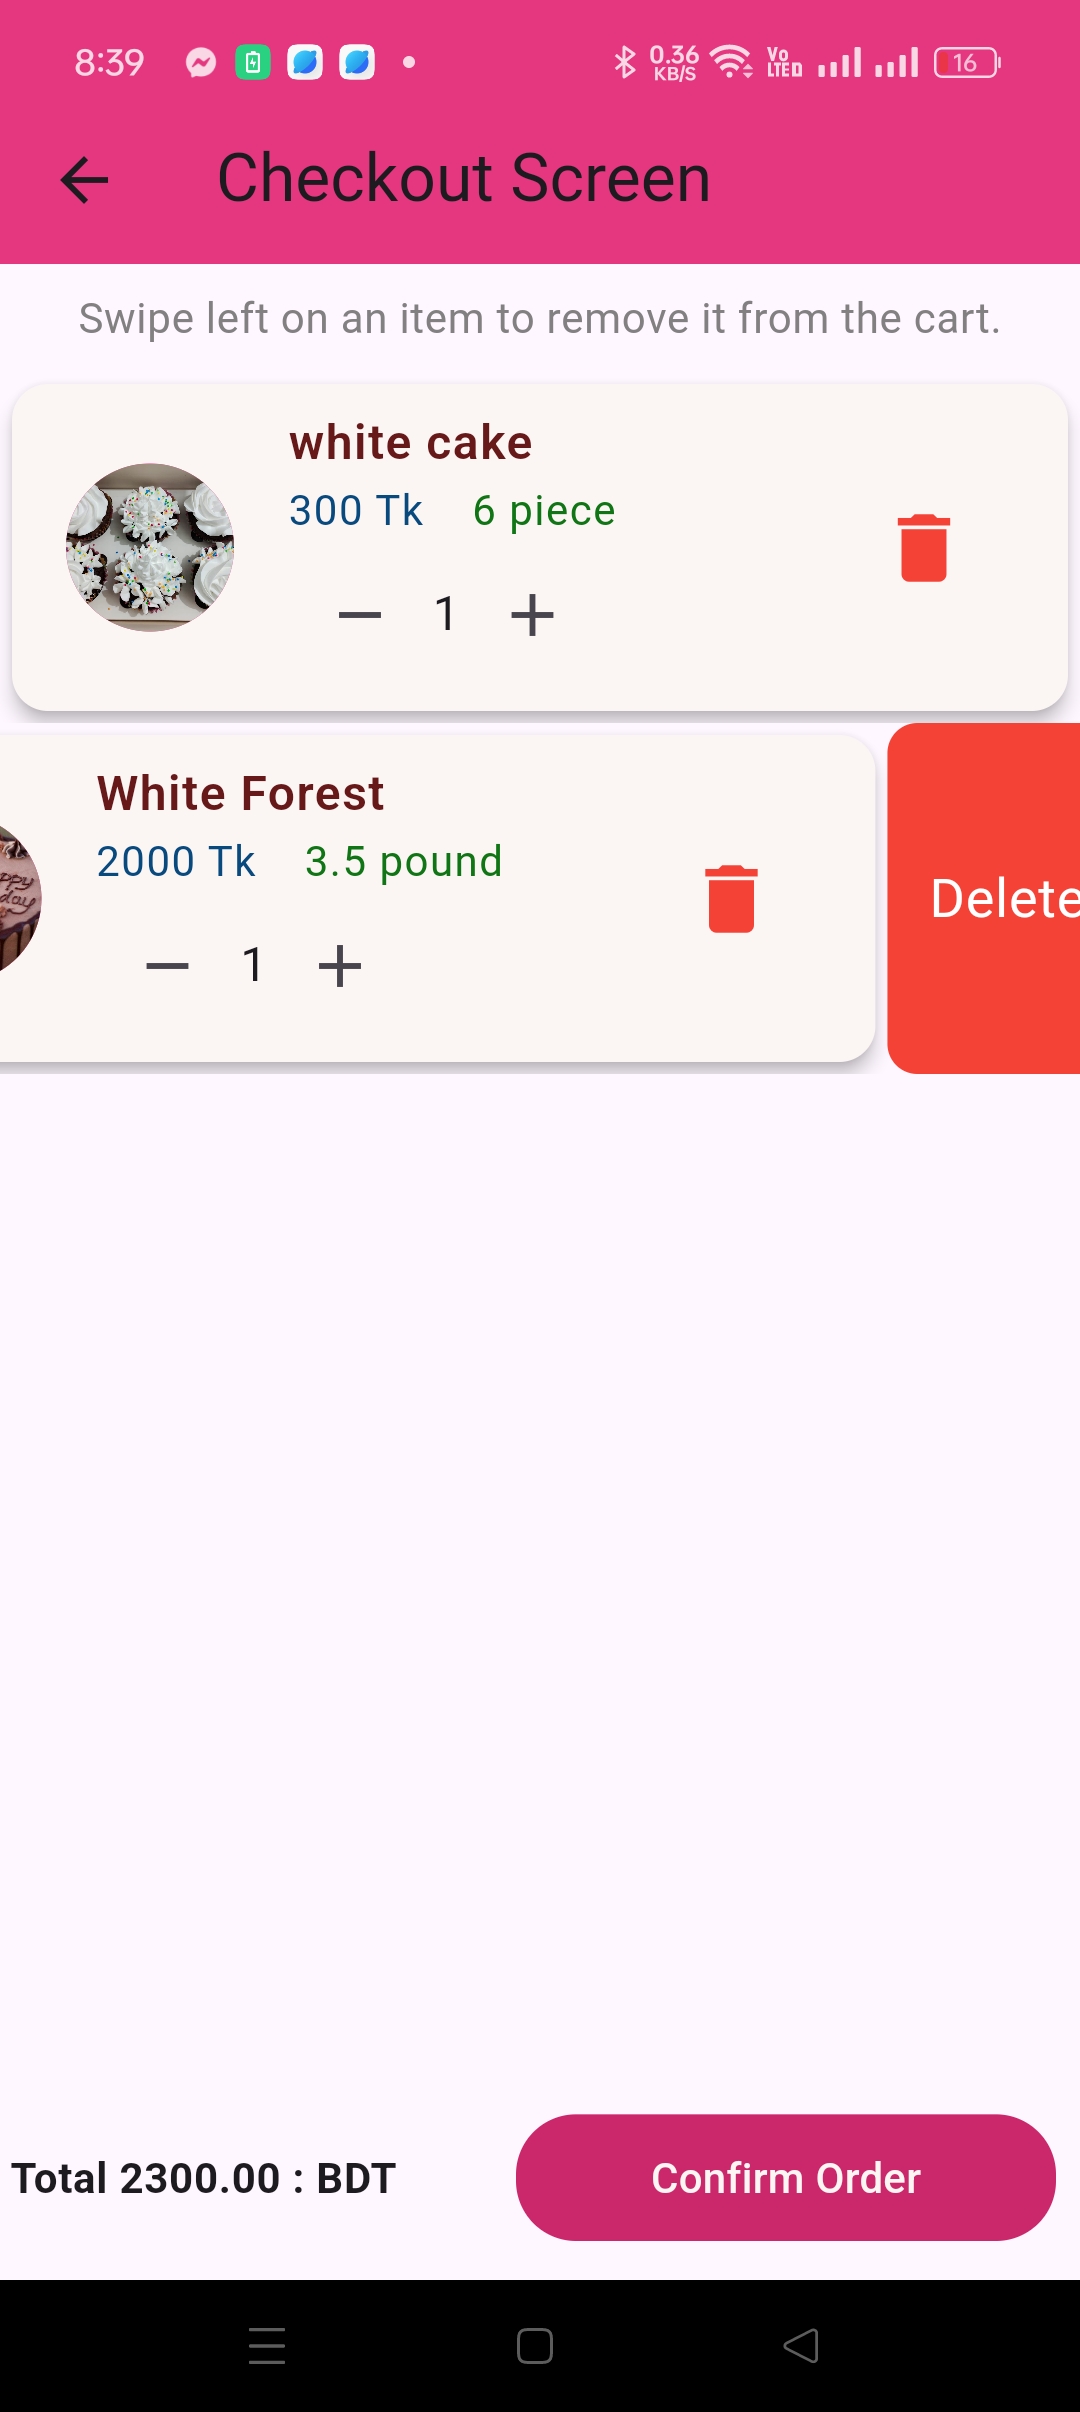 8:39 0.36 KB/S Vo LTED 16
Checkout Screen
Swipe left on an item to remove it from the cart.
white cake
300 Tk 6 piece
1
White Forest
2000 Tk 3.5 pound
1
Delete
Total 2300.00 : BDT
Confirm Order